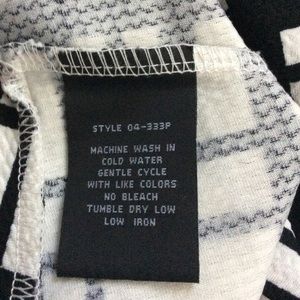 STYLE 04-333P
MACHINE WASH IN
COLD WATER
GENTLE CYCLE
WITH LIKE COLORS
NO BLEACH
TUMBLE DRY LOW
LOW IRON